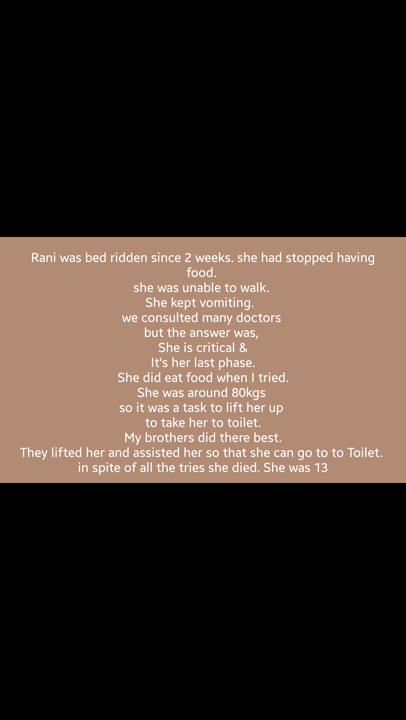 Rani was bed ridden since 2 weeks. she had stopped having
food.
she was unable to walk.
She kept vomiting.
we consulted many doctors
but the answer was,
She is critical &
It's her last phase.
She did eat food when I tried.
She was around 80kgs
so it was a task to lift her up
to take her to toilet.
My brothers did there best.
They lifted her and assisted her so that she can go to to Toilet.
in spite of all the tries she died. She was 13